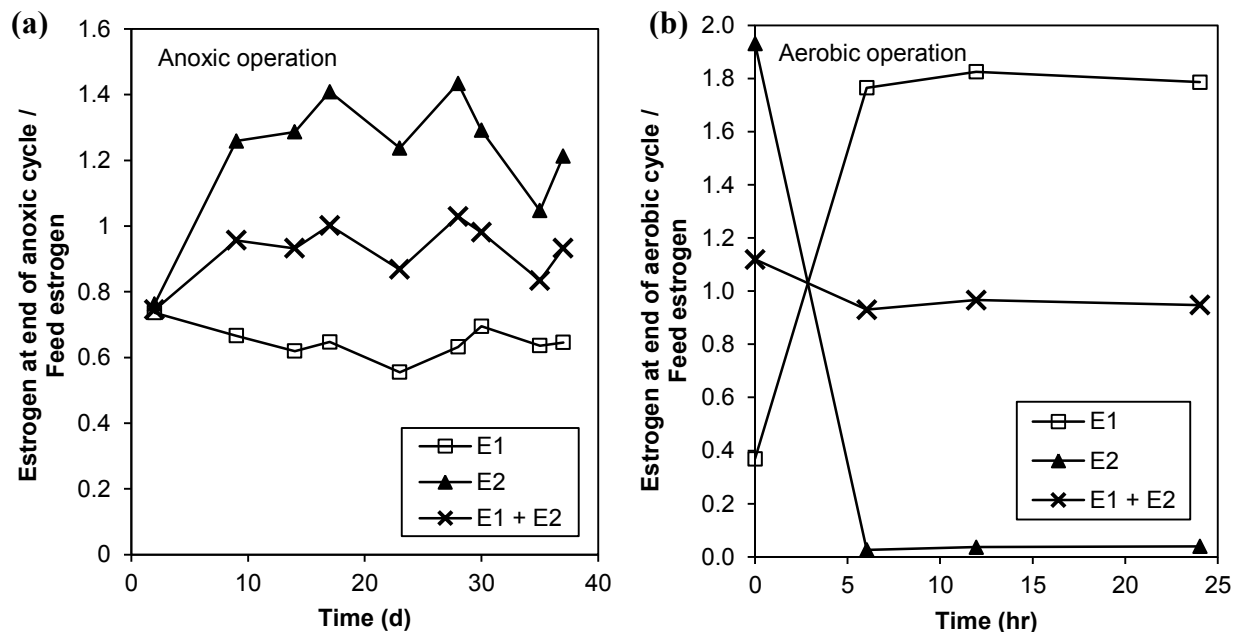 (a)
Estrogen at end of anoxic cycle /
Feed estrogen
1.6
1.4
1.2
1
0.8
0.6
0.4
0.2
0
Anoxic operation
E1
E2
E1 + E2
0 10 20 30 40
Time (d)
(b)
Estrogen at end of aerobic cycle /
Feed estrogen
2.0
1.8
1.6
1.4
1.2
1.0
0.8
0.6
0.4
0.2
0.0
Aerobic operation
E1
E2
E1 + E2
0 5 10 15 20 25
Time (hr)